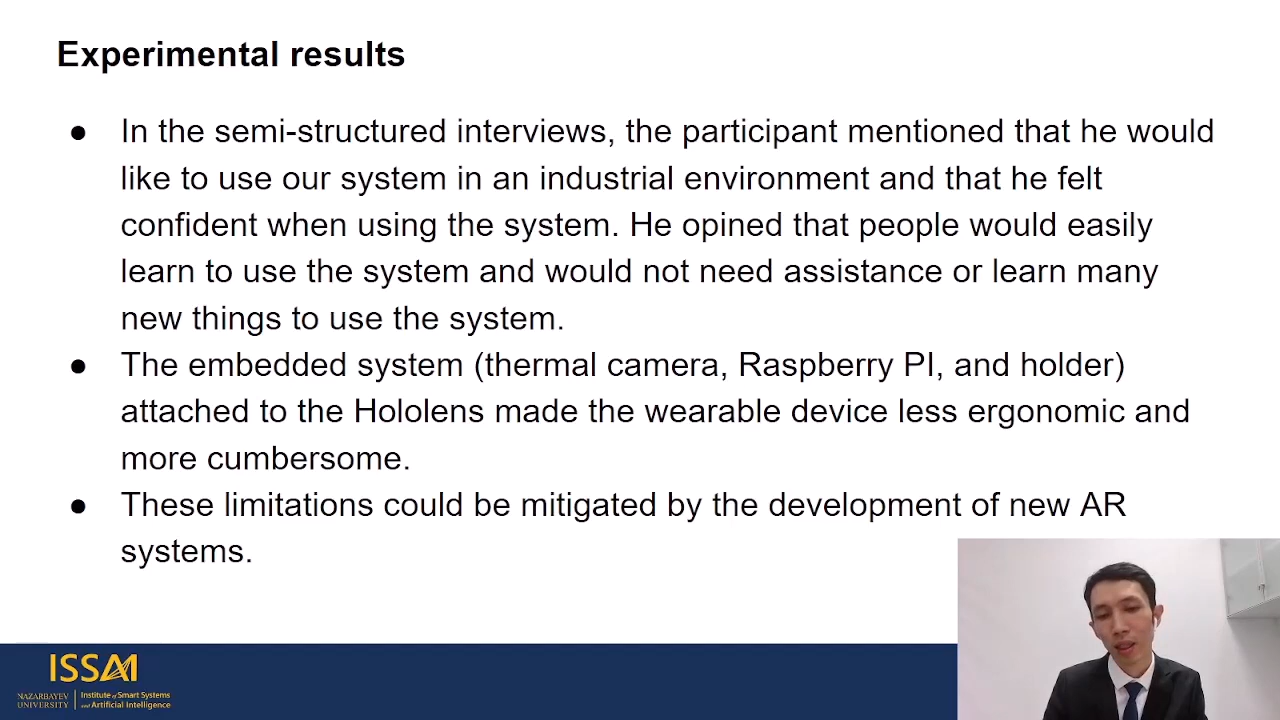 Experimental results
● In the semi-structured interviews, the participant mentioned that he would
like to use our system in an industrial environment and that he felt
confident when using the system. He opined that people would easily
learn to use the system and would not need assistance or learn many
new things to use the system.
● The embedded system (thermal camera, Raspberry PI, and holder)
attached to the Hololens made the wearable device less ergonomic and
more cumbersome.
● These limitations could be mitigated by the development of new AR
systems.
ISSAI
NAZARBAYEV
UNIVERSITY
Institute of Smart Systems
and Artificial Intelligence